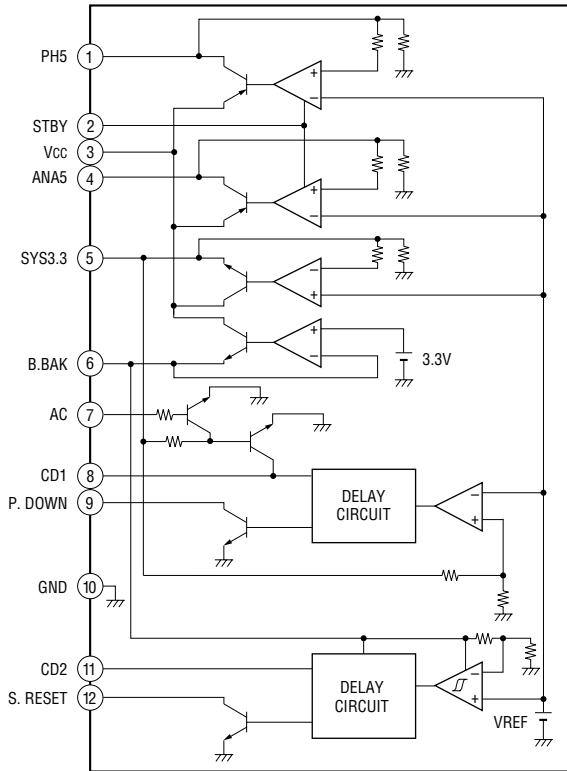 PH5 1
STBY 2
VCC 3
ANA5 4
SYS3.3 5
B.BAK 6
AC 7
CD1 8
P. DOWN 9
GND 10
CD2 11
S. RESET 12
+
−
+
−
−
+
+
−
3.3V
DELAY
CIRCUIT
−
+
DELAY
CIRCUIT
−
+
VREF